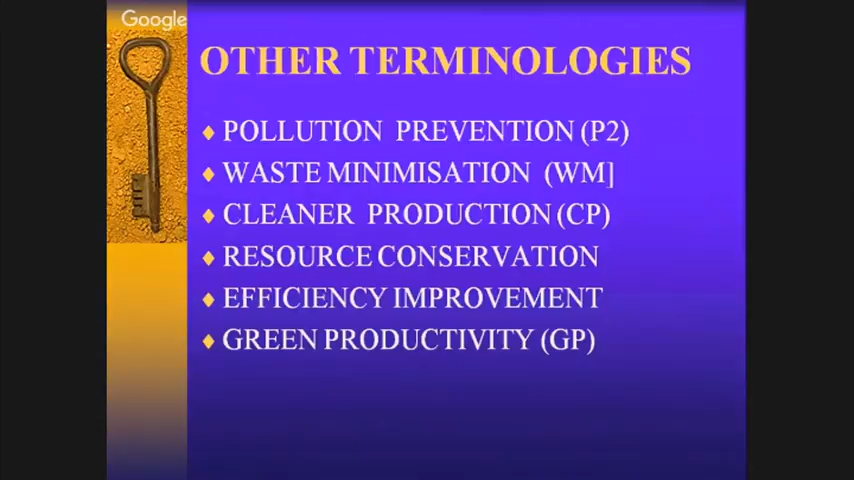 Google
OTHER TERMINOLOGIES
POLLUTION PREVENTION (P2)
WASTE MINIMISATION (WM]
CLEANER PRODUCTION (CP)
RESOURCE CONSERVATION
EFFICIENCY IMPROVEMENT
GREEN PRODUCTIVITY (GP)